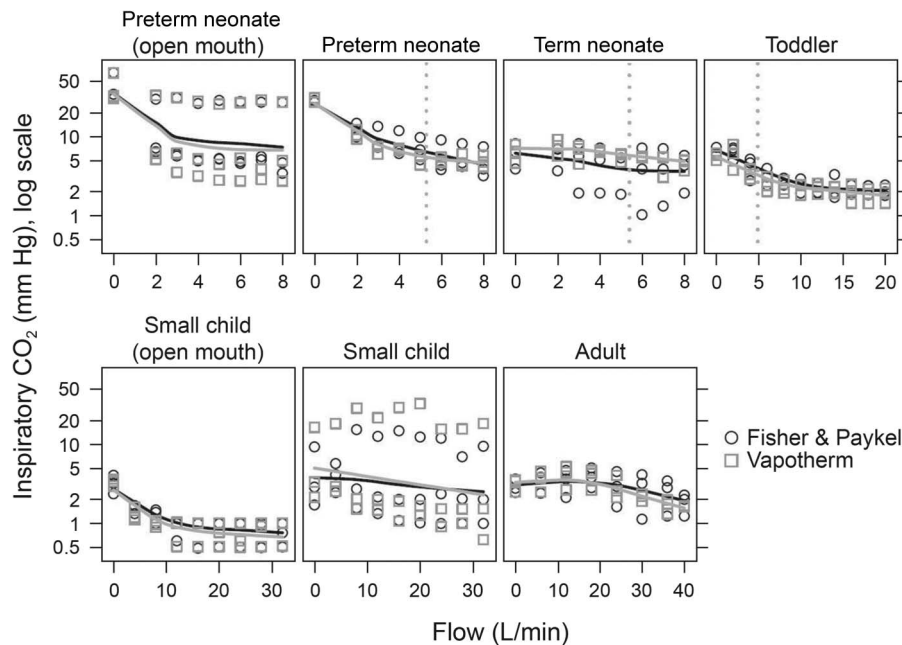 Preterm neonate
(open mouth)
Preterm neonate
Term neonate
Toddler
50
20
10
5
2
1
0.5
0 2 4 6 8
0 2 4 6 8
0 2 4 6 8
0 5 10 15 20
Inspiratory CO₂ (mm Hg), log scale
Small child
(open mouth)
Small child
Adult
50
20
10
5
2
1
0.5
0 10 20 30
0 10 20 30
0 10 20 30 40
Fisher & Paykel
Vapotherm
Flow (L/min)